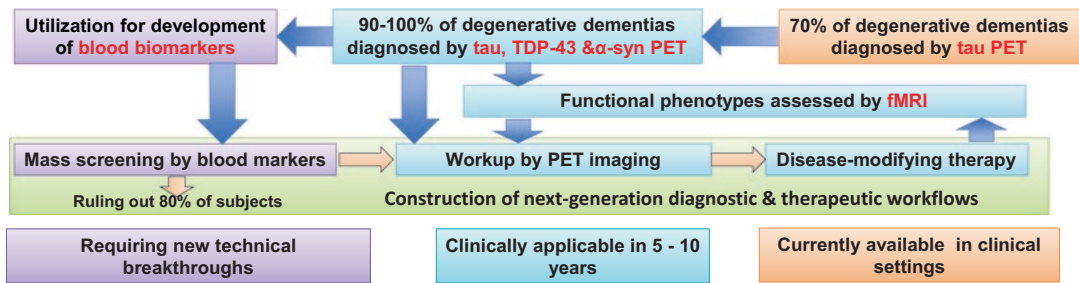 Utilization for development
of blood biomarkers
90-100% of degenerative dementias
diagnosed by tau, TDP-43 &α-syn PET
70% of degenerative dementias
diagnosed by tau PET
Functional phenotypes assessed by fMRI
Mass screening by blood markers
Workup by PET imaging
Disease-modifying therapy
Ruling out 80% of subjects
Construction of next-generation diagnostic & therapeutic workflows
Requiring new technical
breakthroughs
Clinically applicable in 5 - 10
years
Currently available in clinical
settings